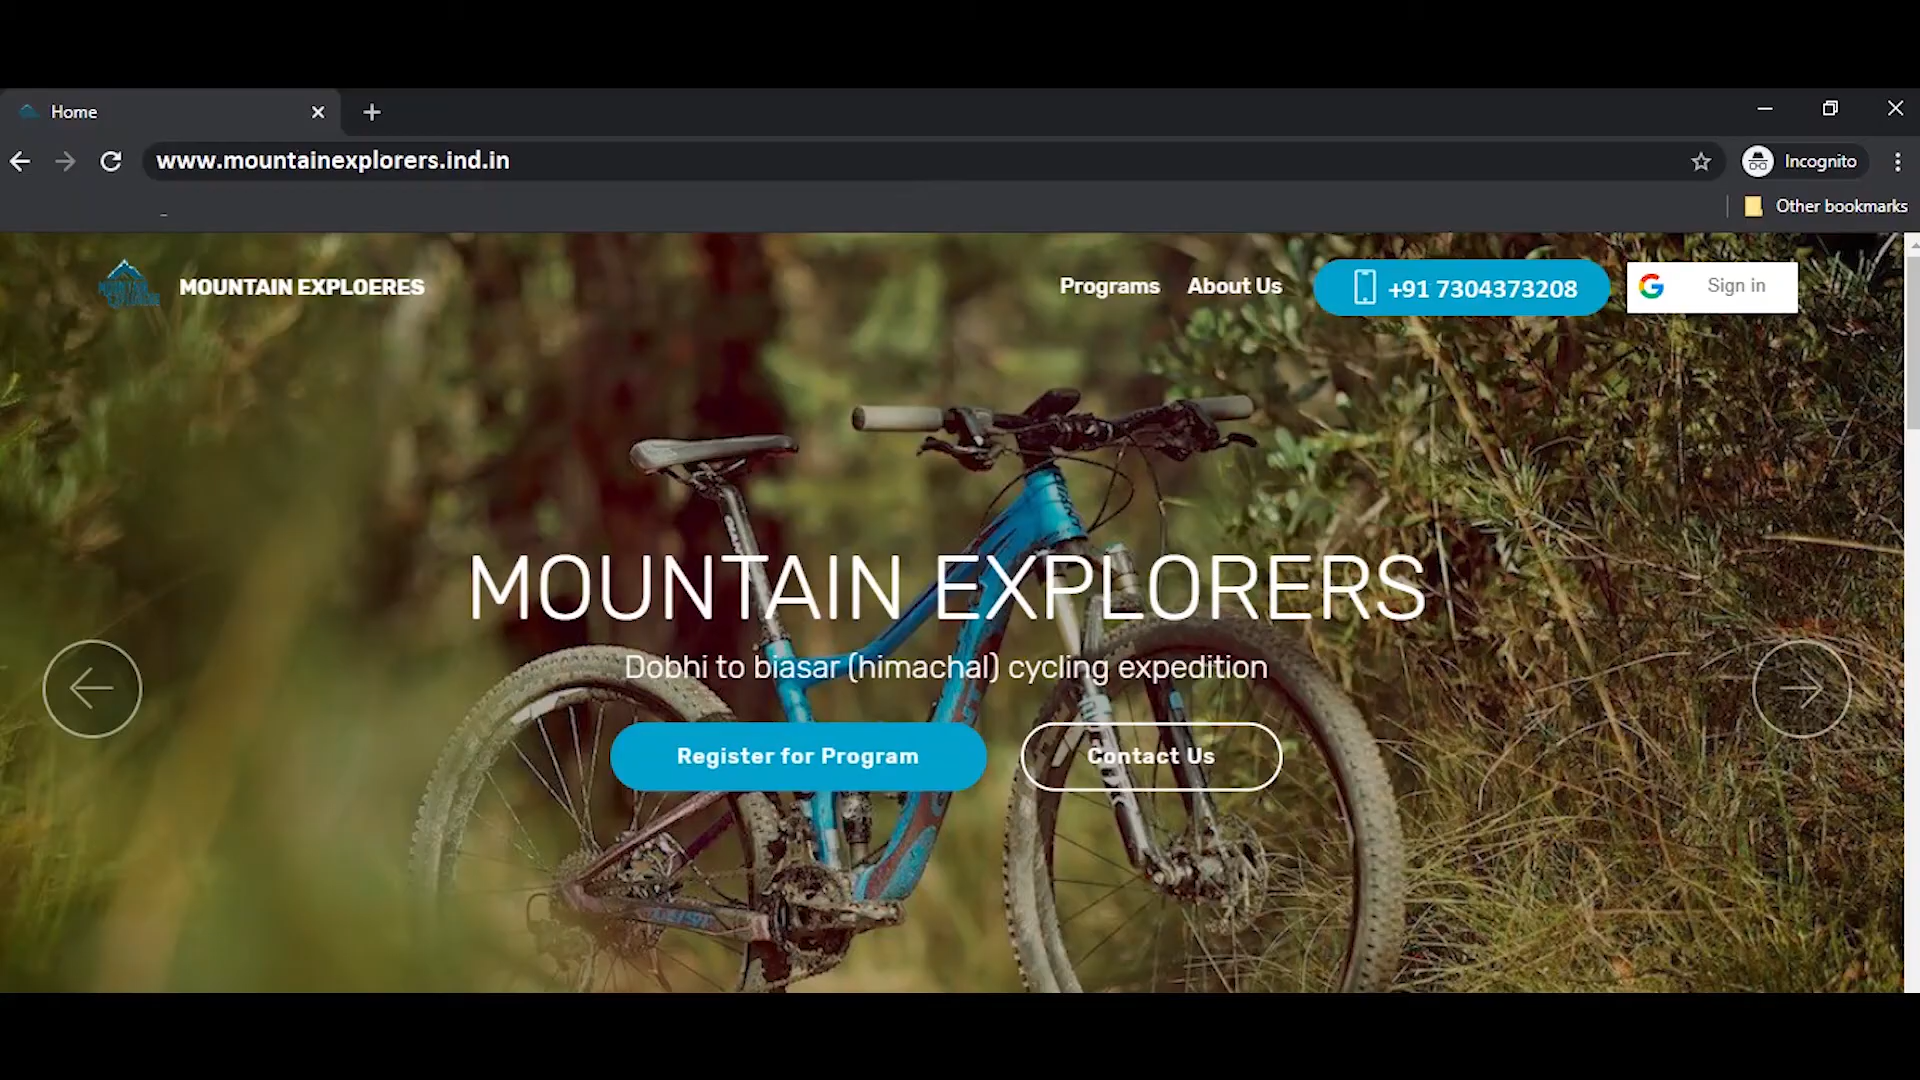 Home
www.mountainexplorers.ind.in
Incognito
Other bookmarks
MOUNTAIN EXPLOERES
Programs
About Us
+91 7304373208
Sign in
MOUNTAIN EXPLORERS
Dobhi to biasar (himachal) cycling expedition
Register for Program
Contact Us